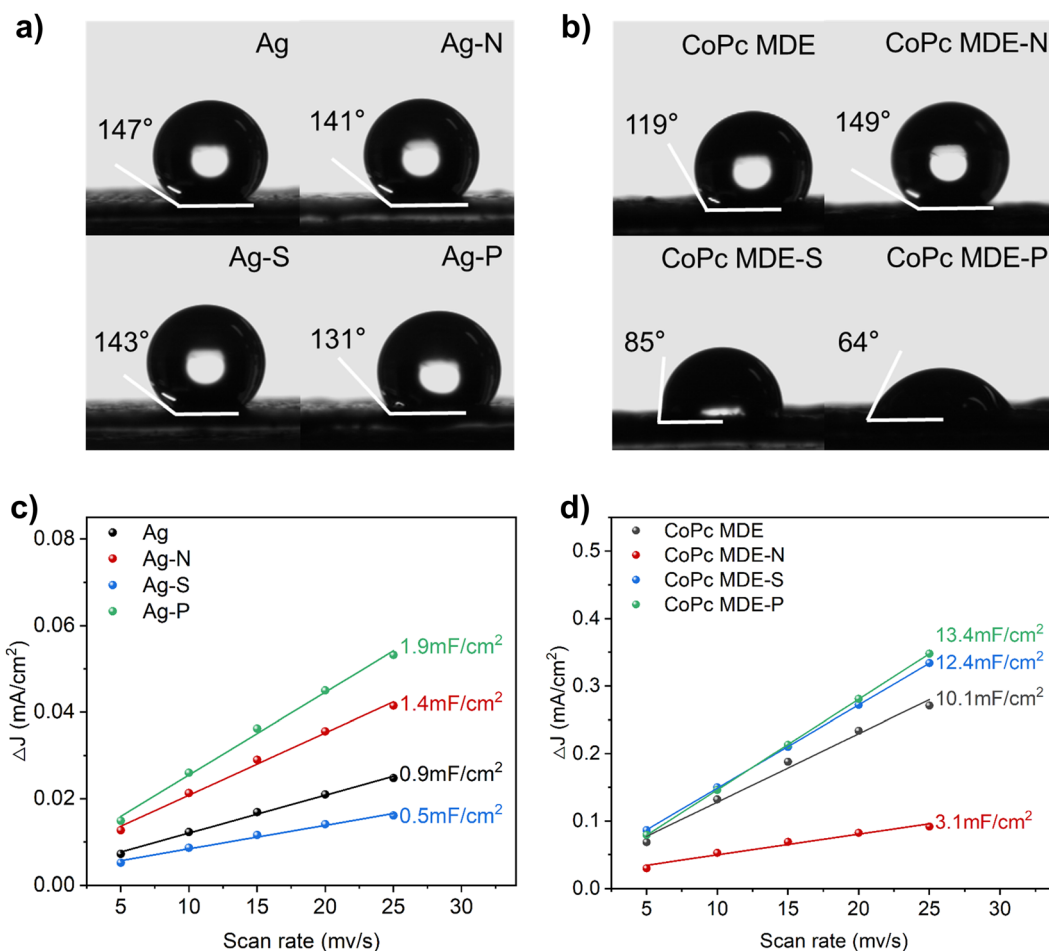 a)
Ag
Ag-N
147°
141°
Ag-S
Ag-P
143°
131°
b)
CoPc MDE
CoPc MDE-N
119°
149°
CoPc MDE-S
CoPc MDE-P
85°
64°
c)
Ag
Ag-N
Ag-S
Ag-P
1.9mF/cm²
1.4mF/cm²
0.9mF/cm²
0.5mF/cm²
0.08
0.06
0.04
0.02
0.00
△J (mA/cm²)
5 10 15 20 25 30
Scan rate (mv/s)
d)
CoPc MDE
CoPc MDE-N
CoPc MDE-S
CoPc MDE-P
13.4mF/cm²
12.4mF/cm²
10.1mF/cm²
3.1mF/cm²
0.5
0.4
0.3
0.2
0.1
0.0
△J (mA/cm²)
5 10 15 20 25 30
Scan rate (mv/s)